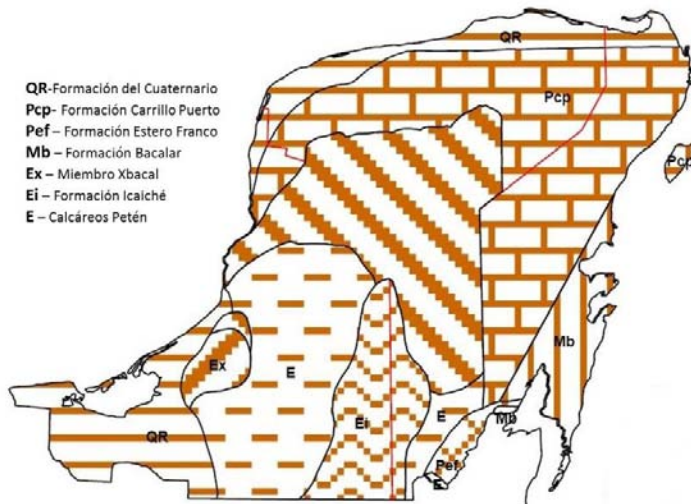 QR
QR-Formación del Cuaternario
Pcp- Formación Carrillo Puerto
Pef – Formación Estero Franco
Mb – Formación Bacalar
Ex – Miembro Xbacal
Ei – Formación Icaiché
E – Calcáreos Petén
Pcp
Pcp
Mb
Ex
E
Ei
E
Mb
QR
Pef
E